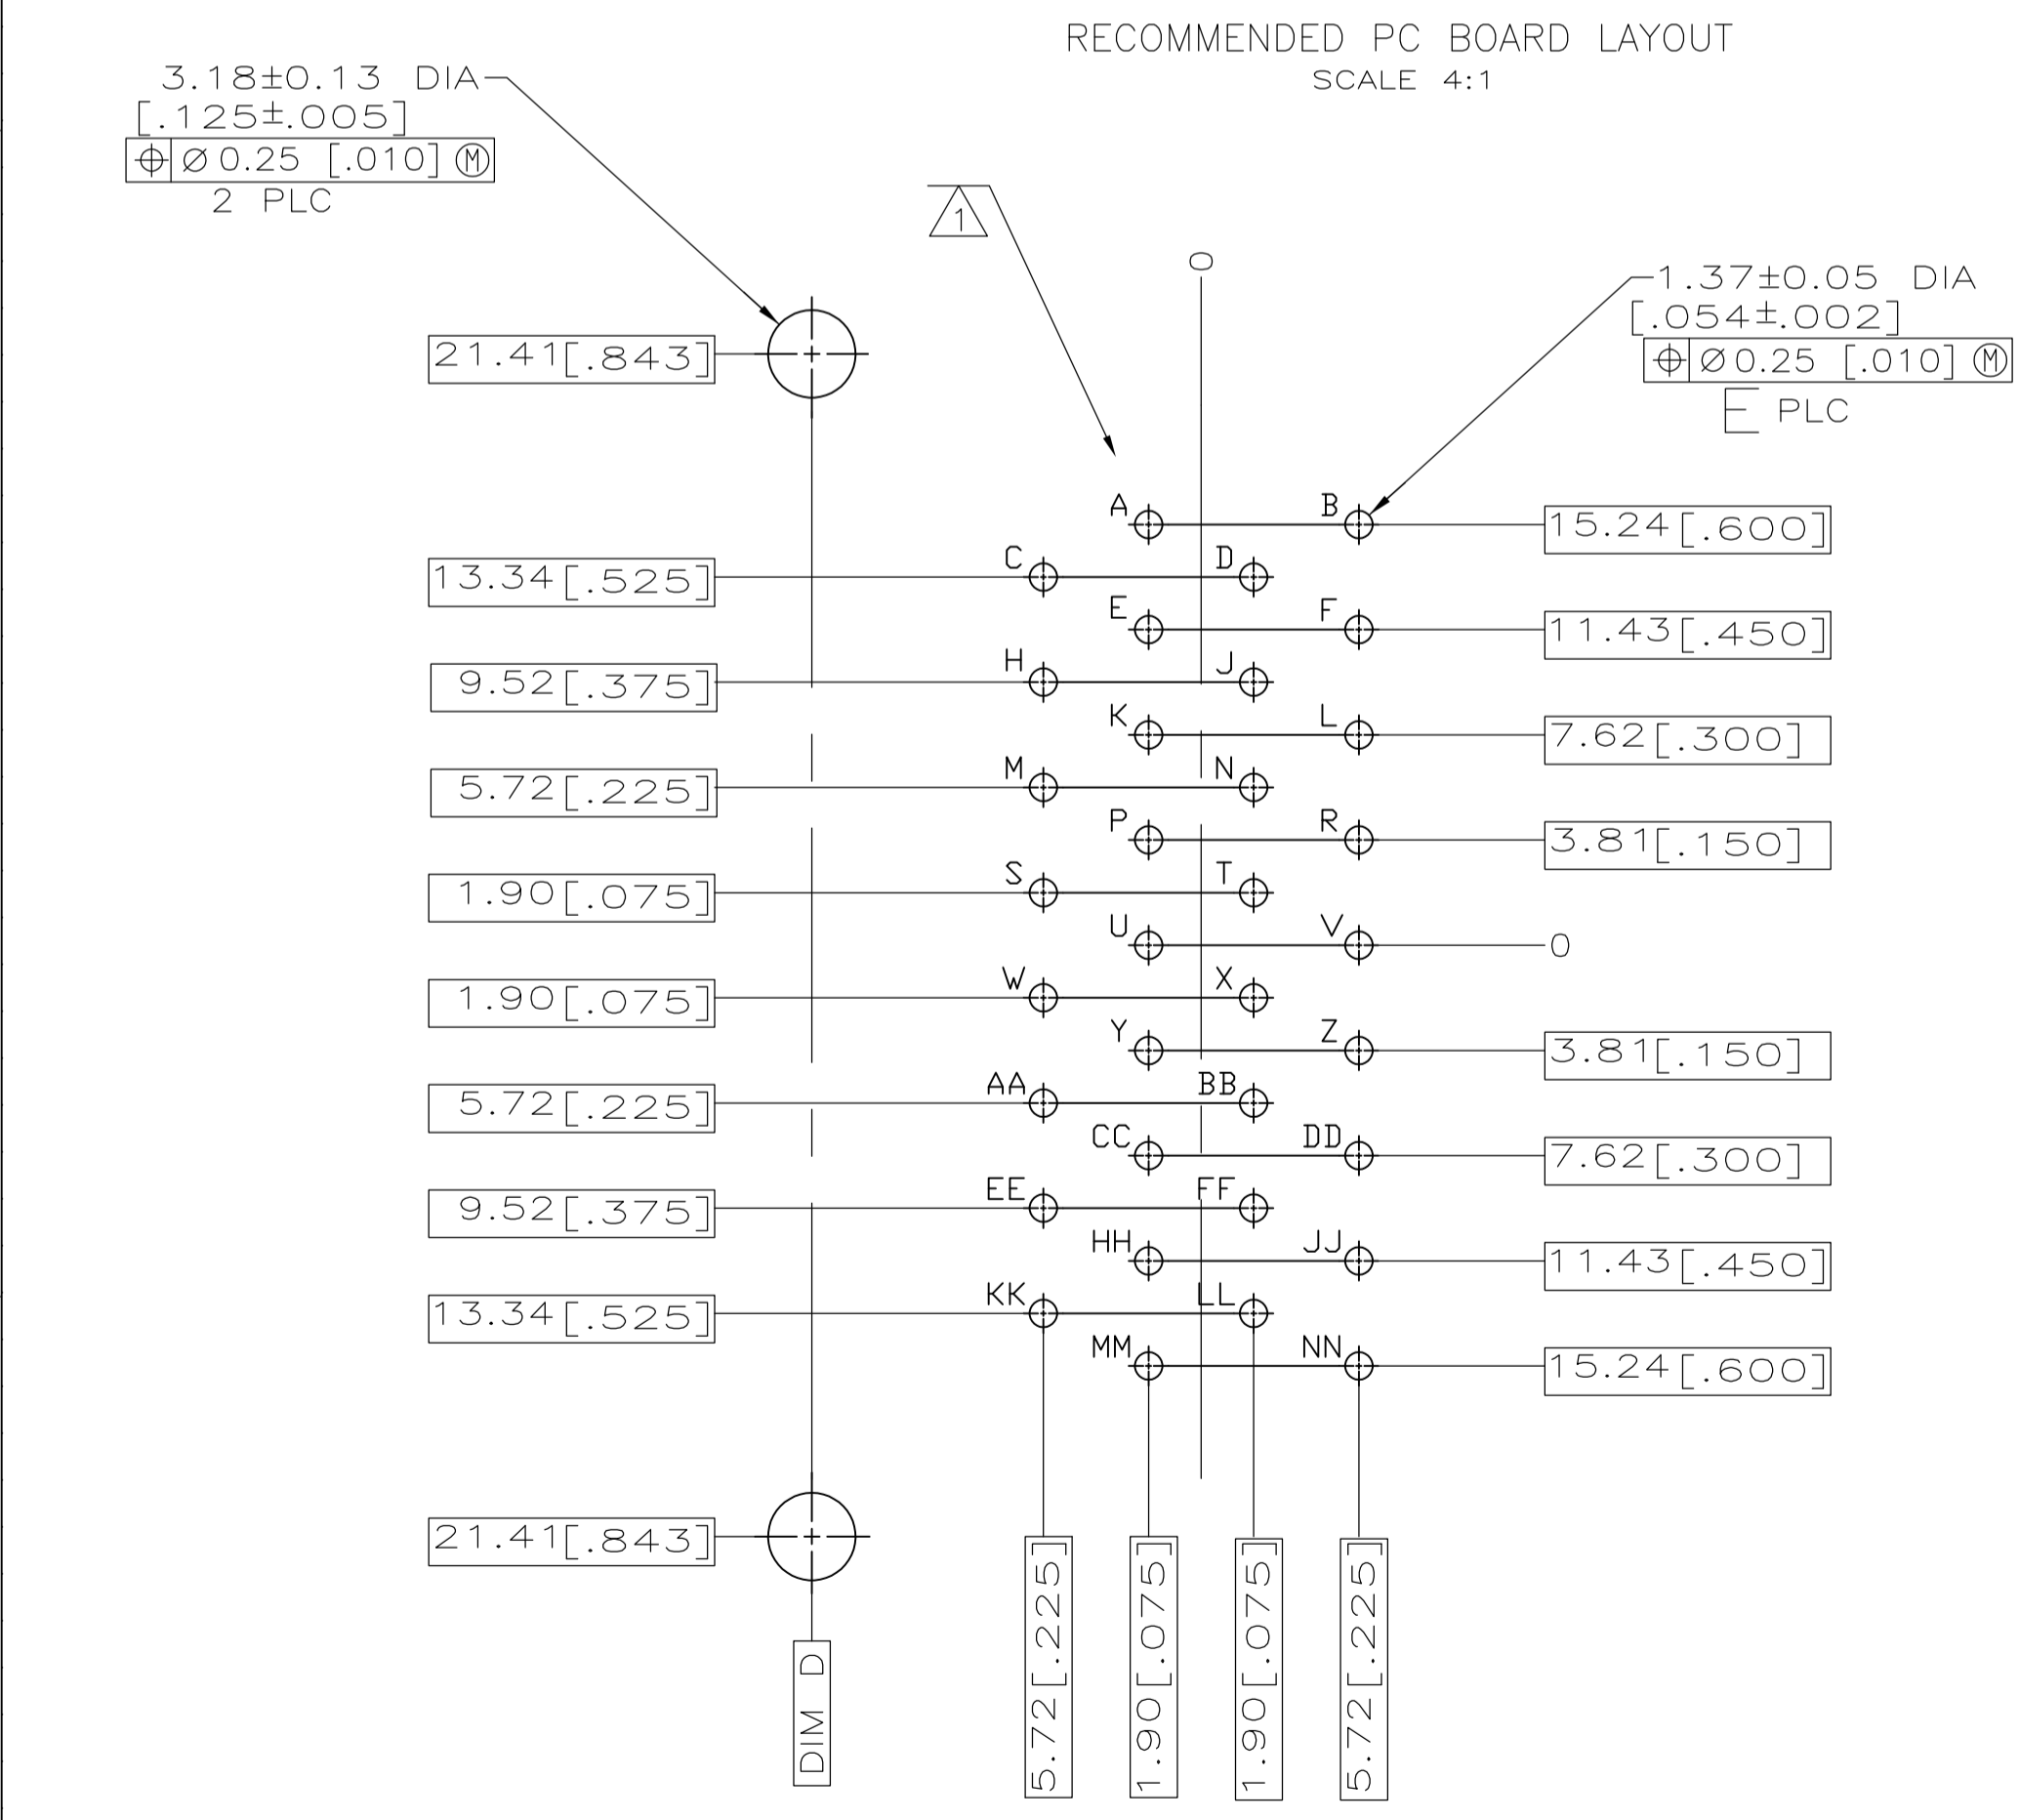 RECOMMENDED PC BOARD LAYOUT
SCALE 4:1
3.18±0.13 DIA
[.125±.005]
⌖ Ø 0.25 [.010] Ⓜ
2 PLC
1
0
1.37±0.05 DIA
[.054±.002]
⌖ Ø 0.25 [.010] Ⓜ
E PLC
21.41[.843]
A B 15.24[.600]
13.34[.525] C D
E F 11.43[.450]
9.52[.375] H J
K L 7.62[.300]
5.72[.225] M N
P R 3.81[.150]
1.90[.075] S T
U V 0
1.90[.075] W X
Y Z 3.81[.150]
5.72[.225] AA BB
CC DD 7.62[.300]
9.52[.375] EE FF
HH JJ 11.43[.450]
13.34[.525] KK LL
MM NN 15.24[.600]
21.41[.843]
DIM D
5.72[.225]
1.90[.075]
1.90[.075]
5.72[.225]